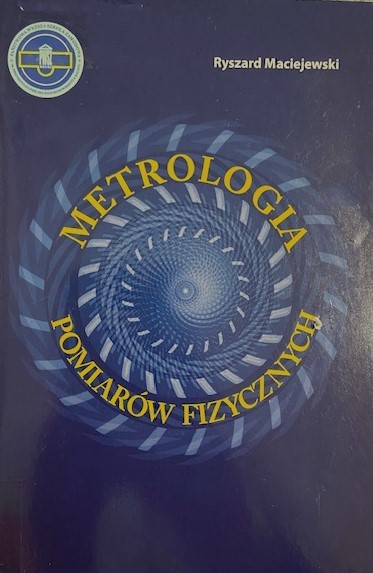 Ryszard Maciejewski
METROLOGIA
POMIARÓW FIZYCZNYCH